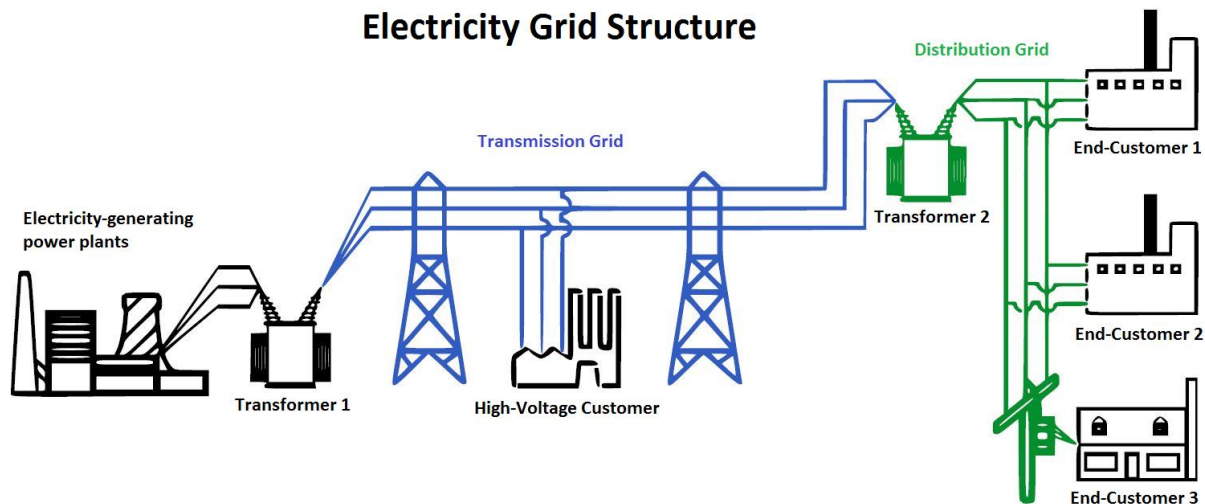 Electricity Grid Structure
Distribution Grid
Transmission Grid
End-Customer 1
Transformer 2
Electricity-generating
power plants
End-Customer 2
Transformer 1
High-Voltage Customer
End-Customer 3